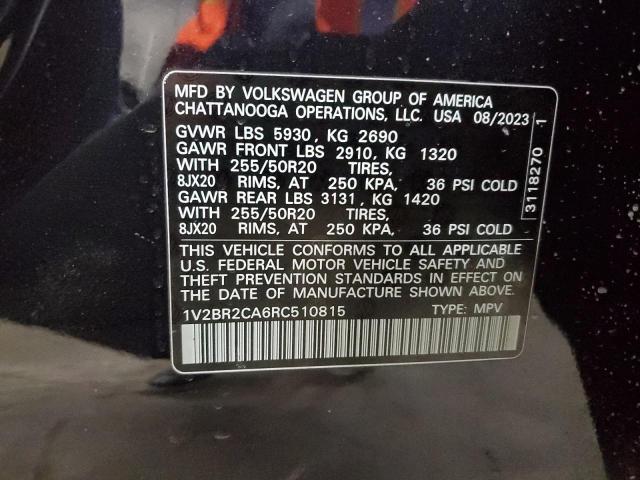 MFD BY VOLKSWAGEN GROUP OF AMERICA
CHATTANOOGA OPERATIONS, LLC. USA 08/2023
GVWR LBS 5930, KG 2690
GAWR FRONT LBS 2910, KG 1320
WITH 255/50R20 TIRES,
8JX20 RIMS, AT 250 KPA, 36 PSI COLD
GAWR REAR LBS 3131, KG 1420
WITH 255/50R20 TIRES,
8JX20 RIMS, AT 250 KPA, 36 PSI COLD
THIS VEHICLE CONFORMS TO ALL APPLICABLE
U.S. FEDERAL MOTOR VEHICLE SAFETY AND
THEFT PREVENTION STANDARDS IN EFFECT ON
THE DATE OF MANUFACTURE SHOWN ABOVE.
1V2BR2CA6RC510815 TYPE: MPV
3118270 1